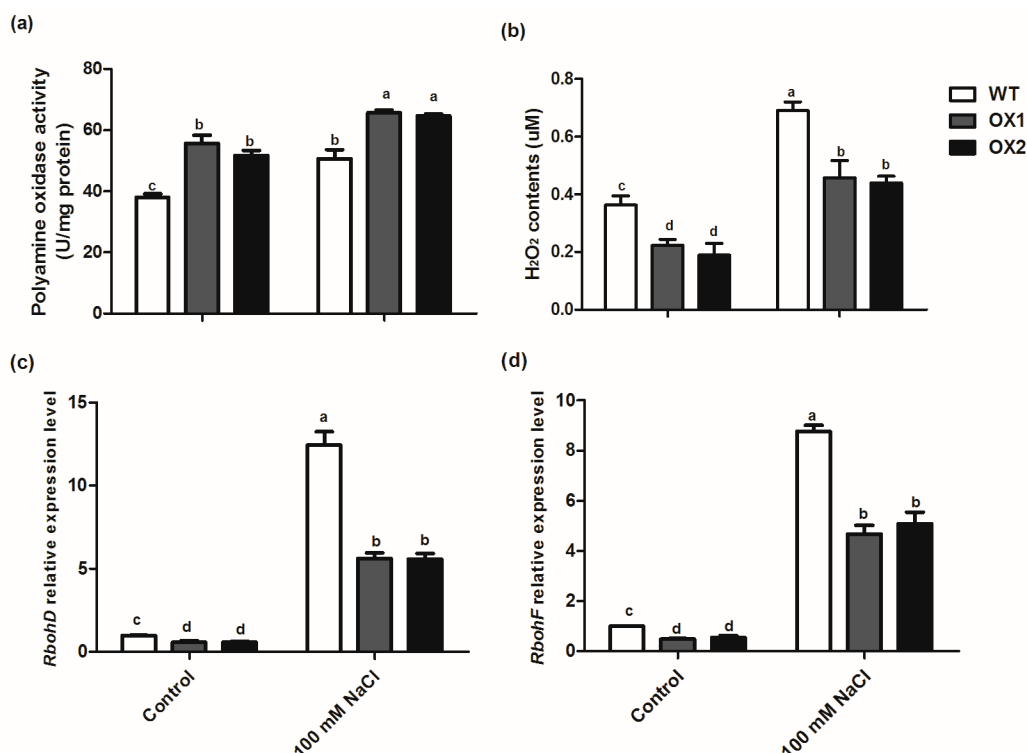 (a)
Polyamine oxidase activity
(U/mg protein)
80
60
40
20
0
c
b
b
b
a
a
(b)
H₂O₂ contents (uM)
0.8
0.6
0.4
0.2
0.0
c
d
d
a
b
b
WT
OX1
OX2
(c)
RbohD relative expression level
15
10
5
0
c
d
d
a
b
b
Control
100 mM NaCl
(d)
RbohF relative expression level
10
8
6
4
2
0
c
d
d
a
b
b
Control
100 mM NaCl